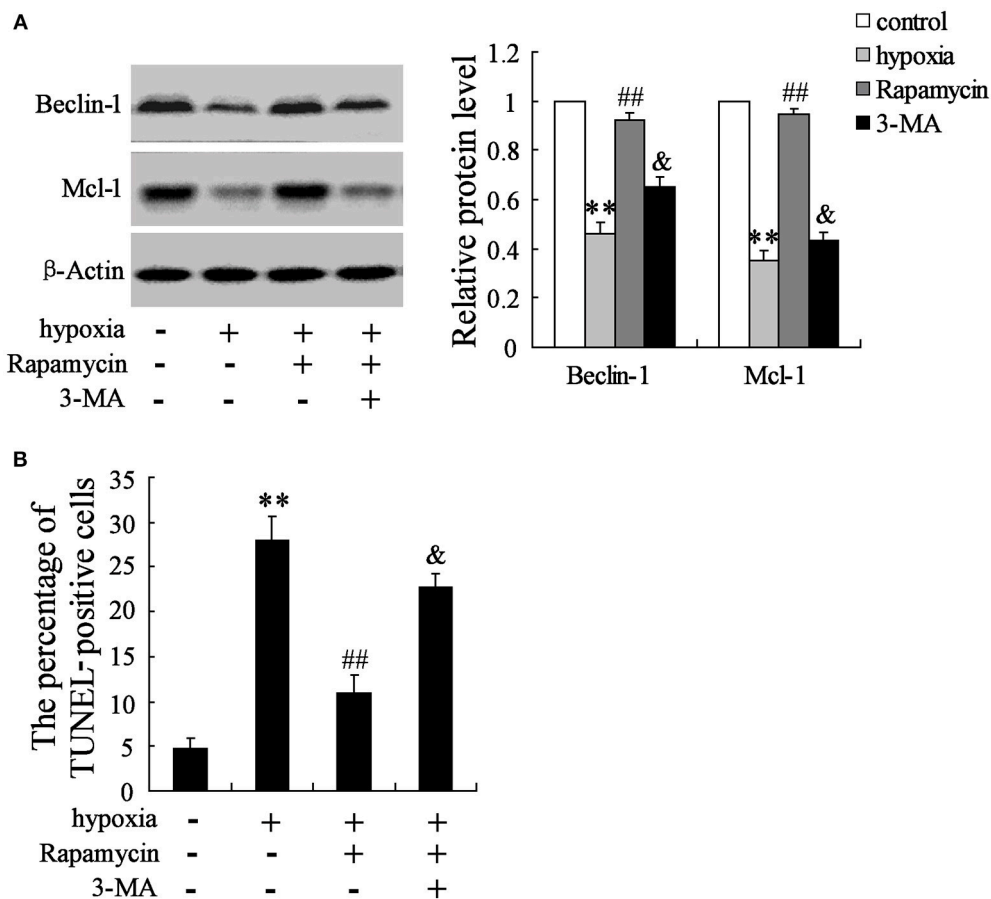 A
Beclin-1
Mcl-1
β-Actin
hypoxia - + + +
Rapamycin - - + +
3-MA - - - +
Relative protein level
1.2
1
0.8
0.6
0.4
0.2
0
** ## &
** ## &
Beclin-1 Mcl-1
control
hypoxia
Rapamycin
3-MA
B
The percentage of
TUNEL-positive cells
35
30
25
20
15
10
5
0
** ## &
hypoxia - + + +
Rapamycin - - + +
3-MA - - - +